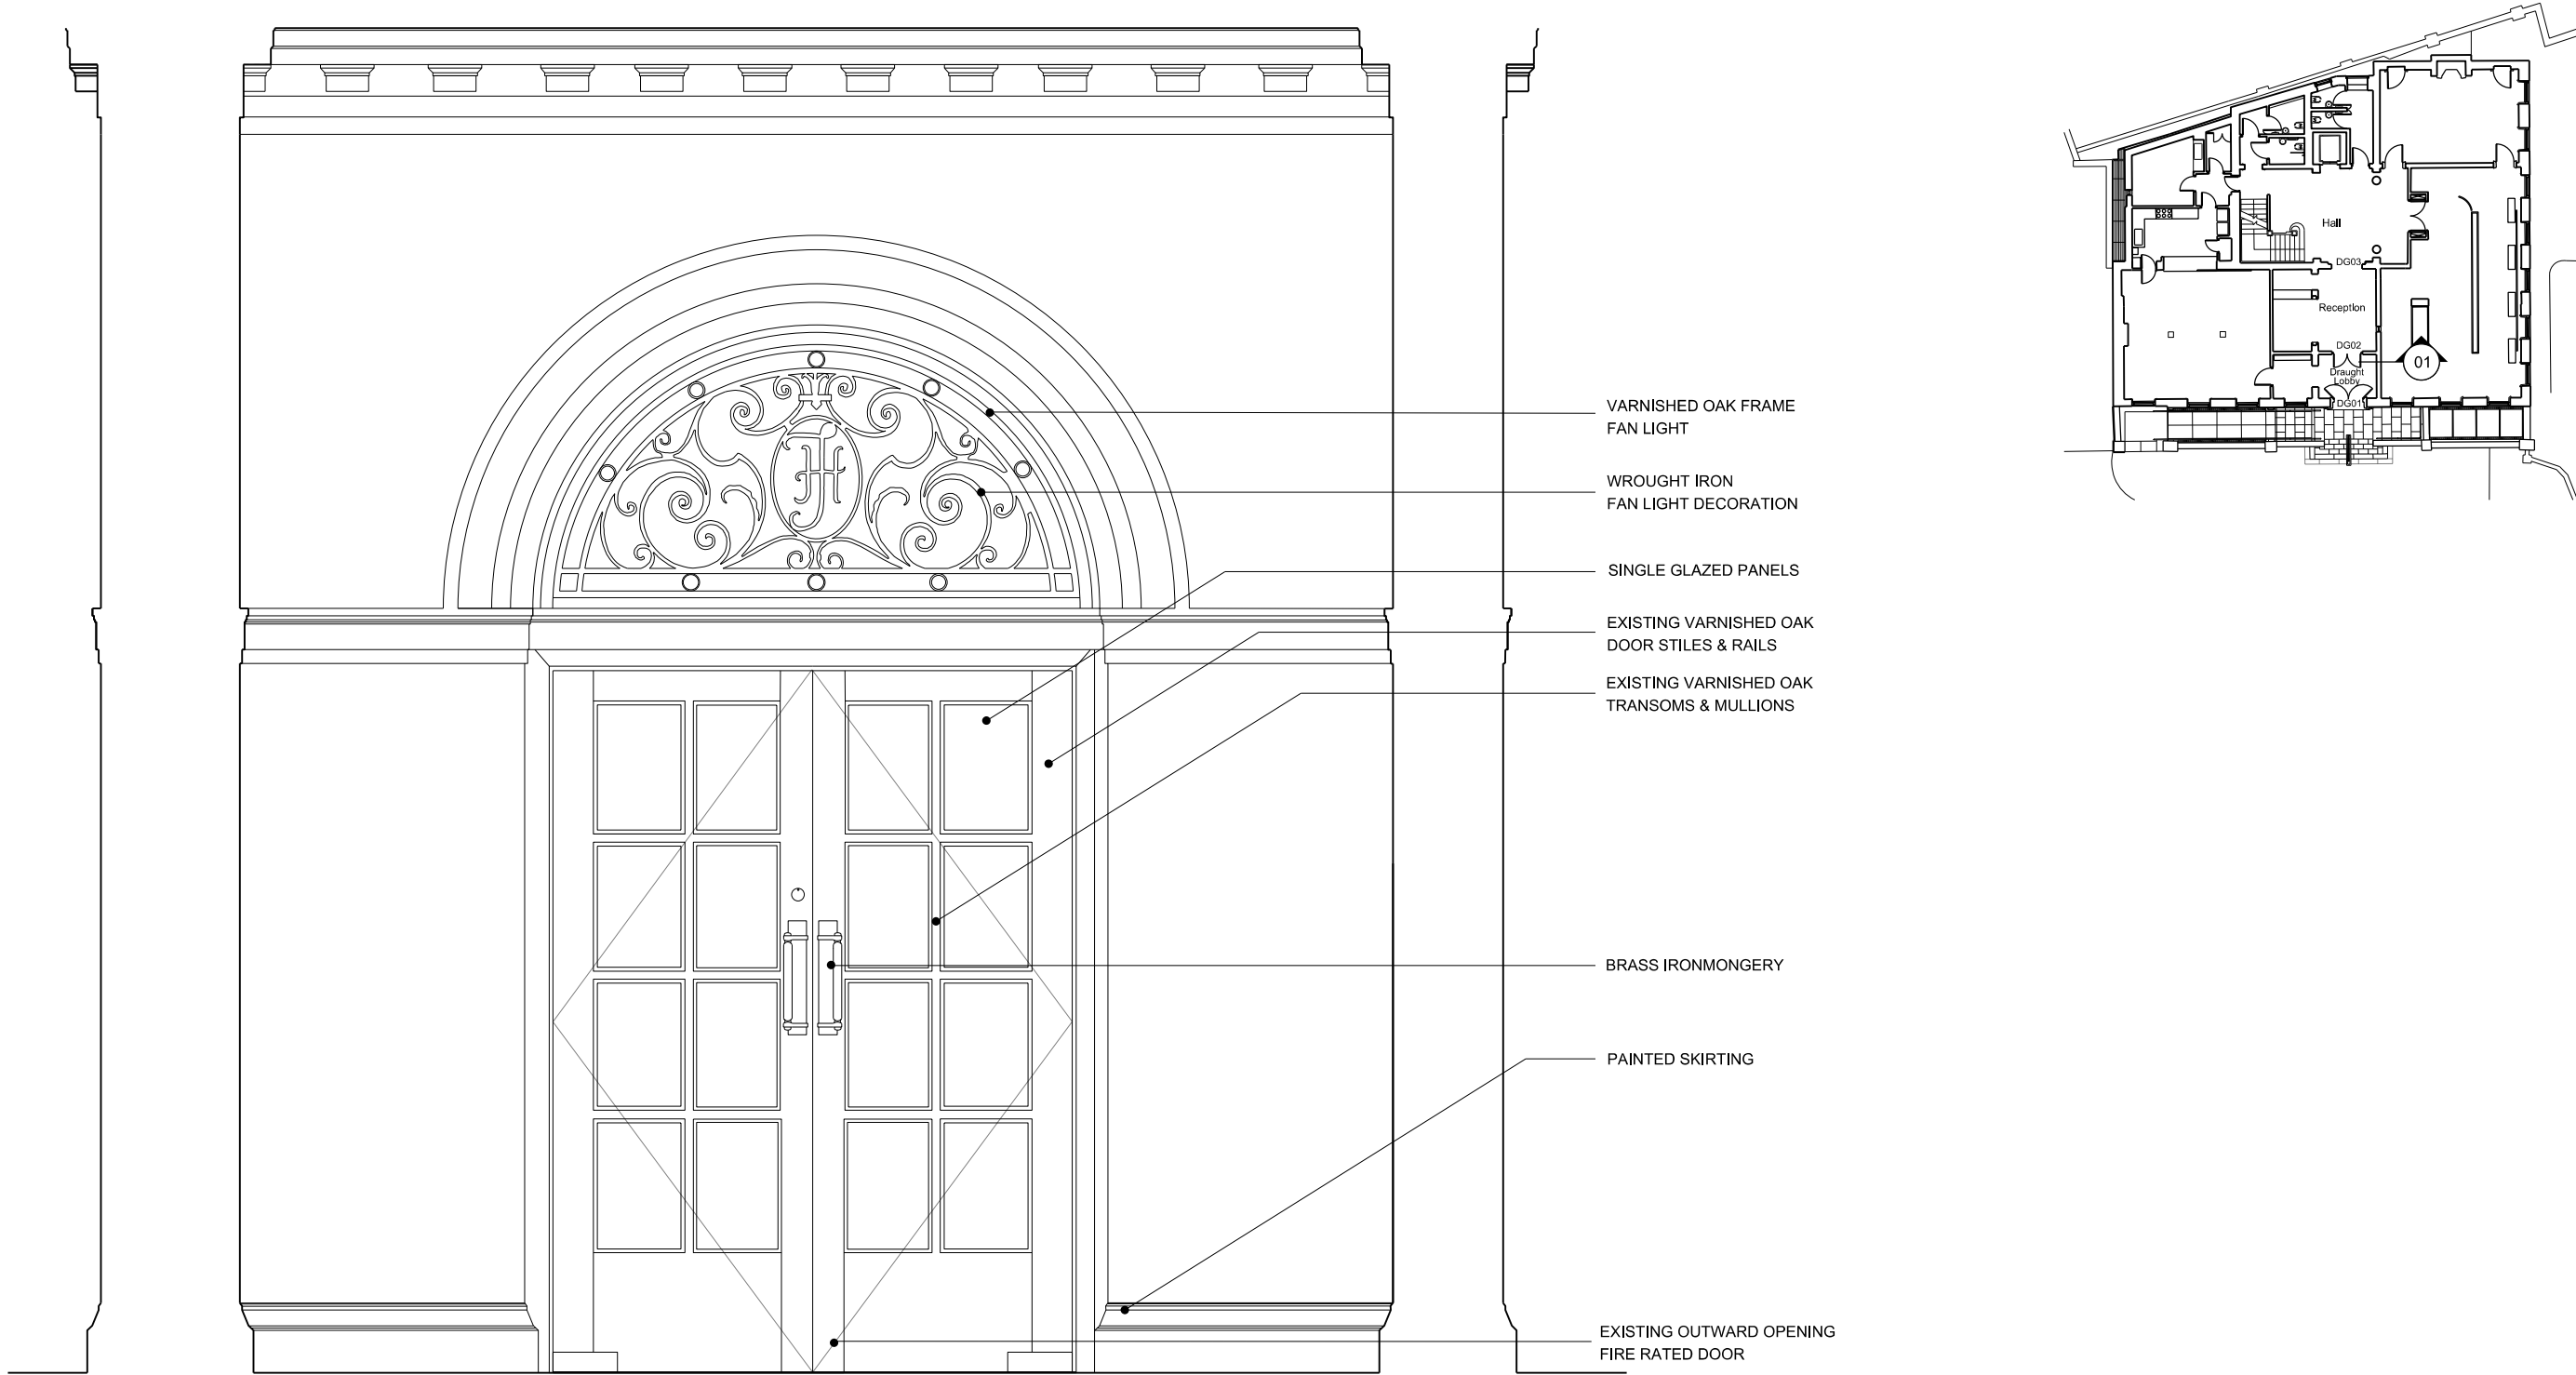 VARNISHED OAK FRAME
FAN LIGHT
WROUGHT IRON
FAN LIGHT DECORATION
SINGLE GLAZED PANELS
EXISTING VARNISHED OAK
DOOR STILES & RAILS
EXISTING VARNISHED OAK
TRANSOMS & MULLIONS
BRASS IRONMONGERY
PAINTED SKIRTING
EXISTING OUTWARD OPENING
FIRE RATED DOOR
Hall
DG03
Reception
DG02
01
Draught
Lobby
DG01